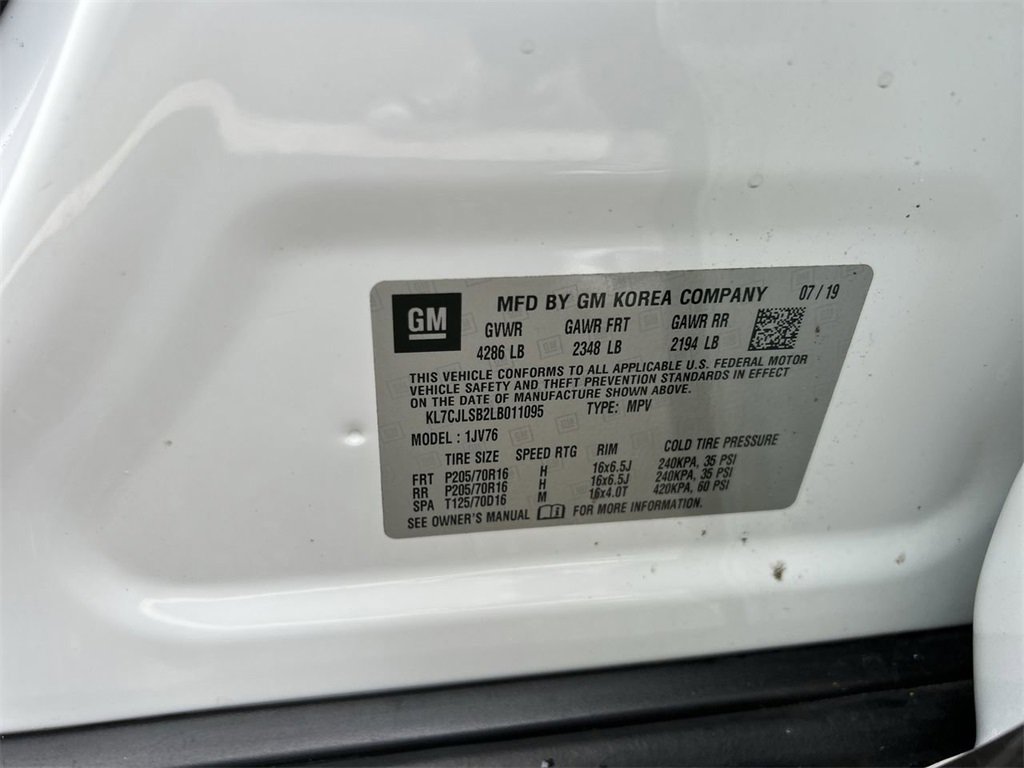 GM MFD BY GM KOREA COMPANY 07 / 19
GVWR GAWR FRT GAWR RR
4286 LB 2348 LB 2194 LB
THIS VEHICLE CONFORMS TO ALL APPLICABLE U.S. FEDERAL MOTOR
VEHICLE SAFETY AND THEFT PREVENTION STANDARDS IN EFFECT
ON THE DATE OF MANUFACTURE SHOWN ABOVE.
KL7CJLSB2LB011095 TYPE: MPV
MODEL : 1JV76
TIRE SIZE SPEED RTG RIM COLD TIRE PRESSURE
FRT P205/70R16 H 16x6.5J 240KPA, 35 PSI
RR P205/70R16 H 16x6.5J 240KPA, 35 PSI
SPA T125/70D16 M 16x4.0T 420KPA, 60 PSI
SEE OWNER'S MANUAL FOR MORE INFORMATION.